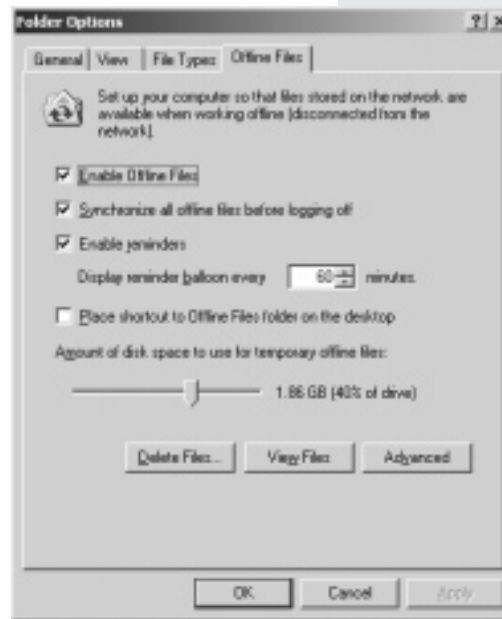 Folder Options
General View File Types Offline Files
Set up your computer so that files stored on the network are
available when working offline (disconnected from the
network).
Enable Offline Files
Synchronize all offline files before logging off
Enable reminders
Display reminder balloon every 60 minutes.
Place shortcut to Offline Files folder on the desktop
Amount of disk space to use for temporary offline files:
1.86 GB (40% of drive)
Delete Files... View Files Advanced
OK Cancel Apply